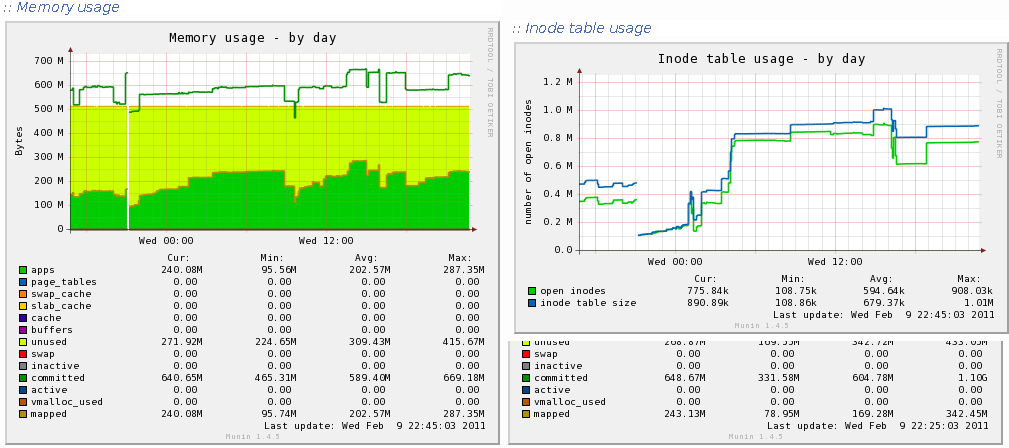 :: Memory usage
Memory usage - by day
RRDTOOL / TOBI OETIKER
Bytes
700 M
600 M
500 M
400 M
300 M
200 M
100 M
0
Wed 00:00 Wed 12:00
Cur: Min: Avg: Max:
apps 240.08M 95.56M 202.57M 287.35M
page_tables 0.00 0.00 0.00 0.00
swap_cache 0.00 0.00 0.00 0.00
slab_cache 0.00 0.00 0.00 0.00
cache 0.00 0.00 0.00 0.00
buffers 0.00 0.00 0.00 0.00
unused 271.92M 224.65M 309.43M 415.67M
swap 0.00 0.00 0.00 0.00
inactive 0.00 0.00 0.00 0.00
committed 640.65M 465.31M 589.40M 669.18M
active 0.00 0.00 0.00 0.00
vmalloc_used 0.00 0.00 0.00 0.00
mapped 240.08M 95.74M 202.57M 287.35M
Last update: Wed Feb 9 22:45:03 2011
Munin 1.4.5
:: Inode table usage
Inode table usage - by day
RRDTOOL / TOBI OETIKER
number of open inodes
1.2 M
1.0 M
0.8 M
0.6 M
0.4 M
0.2 M
0.0
Wed 00:00 Wed 12:00
Cur: Min: Avg: Max:
open inodes 775.84k 108.75k 594.64k 908.03k
inode table size 890.89k 108.86k 679.37k 1.01M
Last update: Wed Feb 9 22:45:03 2011
Munin 1.4.5
unused 268.87M 169.55M 342.72M 433.05M
swap 0.00 0.00 0.00 0.00
inactive 0.00 0.00 0.00 0.00
committed 648.67M 331.58M 604.78M 1.10G
active 0.00 0.00 0.00 0.00
vmalloc_used 0.00 0.00 0.00 0.00
mapped 243.13M 78.95M 169.28M 342.45M
Last update: Wed Feb 9 22:25:03 2011
Munin 1.4.5